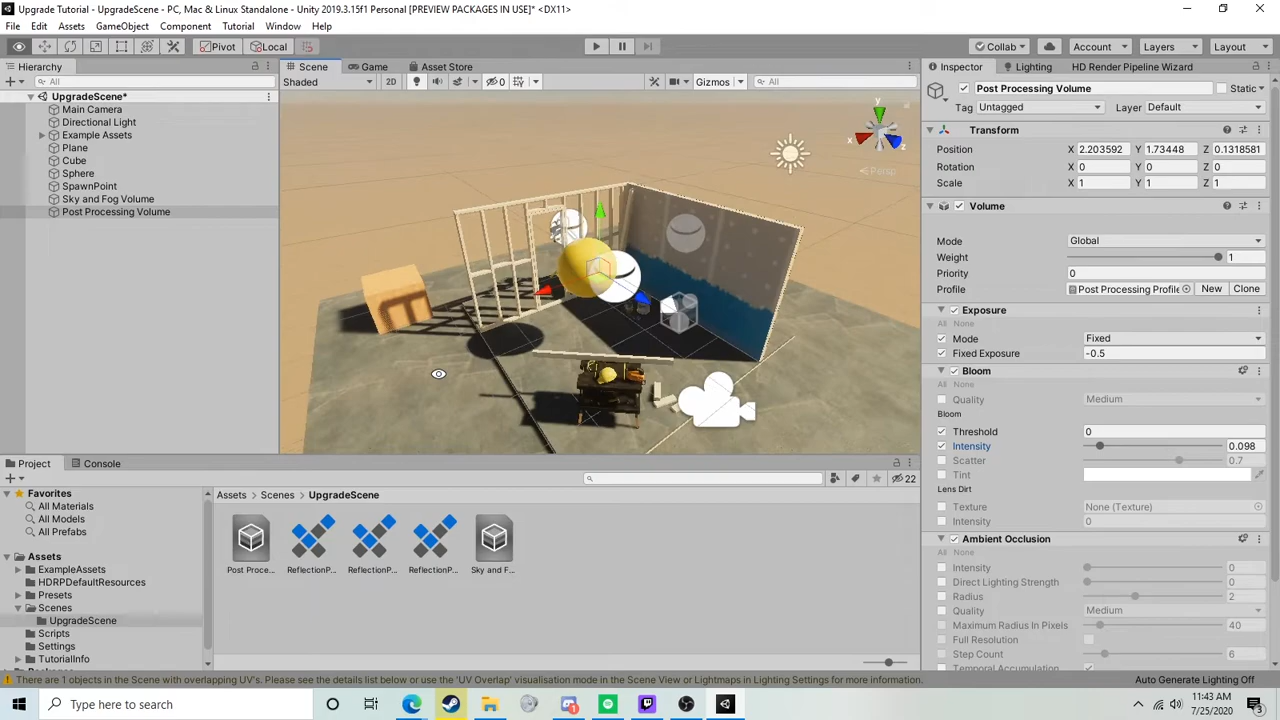 Upgrade Tutorial - UpgradeScene - PC, Mac & Linux Standalone - Unity 2019.3.15f1 Personal [PREVIEW PACKAGES IN USE]* <DX11>
File Edit Assets GameObject Component Tutorial Window Help
Pivot Local Collab Account Layers Layout
Hierarchy
All
UpgradeScene*
Main Camera
Directional Light
Example Assets
Plane
Cube
Sphere
SpawnPoint
Sky and Fog Volume
Post Processing Volume
Scene Game Asset Store
Shaded 2D 0 Gizmos All
y
x
z
Persp
Inspector Lighting HD Render Pipeline Wizard
Post Processing Volume Static
Tag Untagged Layer Default
Transform
Position X 2.203592 Y 1.73448 Z 0.1318581
Rotation X 0 Y 0 Z 0
Scale X 1 Y 1 Z 1
Volume
Mode Global
Weight 1
Priority 0
Profile Post Processing Profile New Clone
Exposure
All None
Mode Fixed
Fixed Exposure -0.5
Bloom
All None
Quality Medium
Bloom
Threshold 0
Intensity 0.098
Scatter 0.7
Tint
Lens Dirt
Texture None (Texture)
Intensity 0
Ambient Occlusion
All None
Intensity 0
Direct Lighting Strength 0
Radius 2
Quality Medium
Maximum Radius In Pixels 40
Full Resolution
Step Count 6
Temporal Accumulation
Project Console
22
Favorites
All Materials
All Models
All Prefabs
Assets
ExampleAssets
HDRPDefaultResources
Presets
Scenes
UpgradeScene
Scripts
Settings
TutorialInfo
Packages
Assets Scenes UpgradeScene
Post Proce... ReflectionP... ReflectionP... ReflectionP... Sky and F...
There are 1 objects in the Scene with overlapping UV's. Please see the details list below or use the 'UV Overlap' visualisation mode in the Scene View or Lightmaps in Lighting Settings for more information.
Auto Generate Lighting Off
Type here to search
11:43 AM
7/25/2020
3